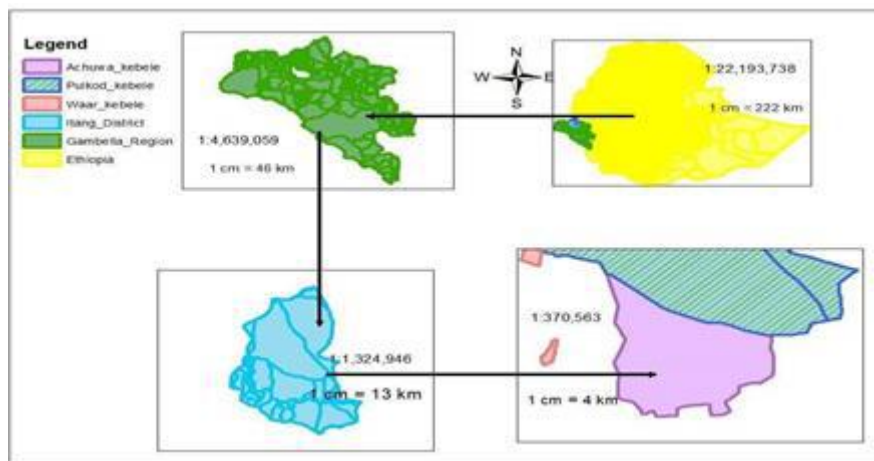 Legend
Achuwa_kebele
Pulkod_kebele
Waar_kebele
Itang_District
Gambella_Region
Ethiopia
1:4,639,059
1 cm = 46 km
N
W E
S
1:22,193,738
1 cm = 222 km
1:1,324,946
1 cm = 13 km
1:370,563
1 cm = 4 km